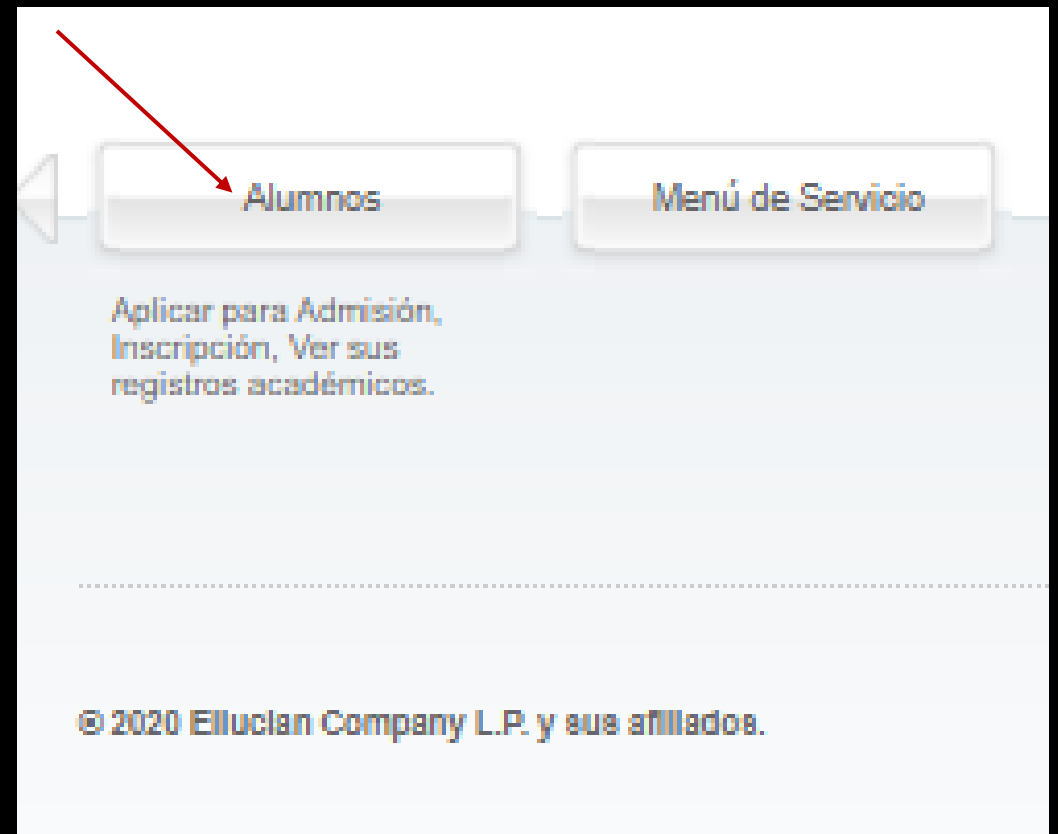 Alumnos
Menú de Servicio
Aplicar para Admisión,
Inscripción, Ver sus
registros académicos.
© 2020 Ellucian Company L.P. y sus afiliados.